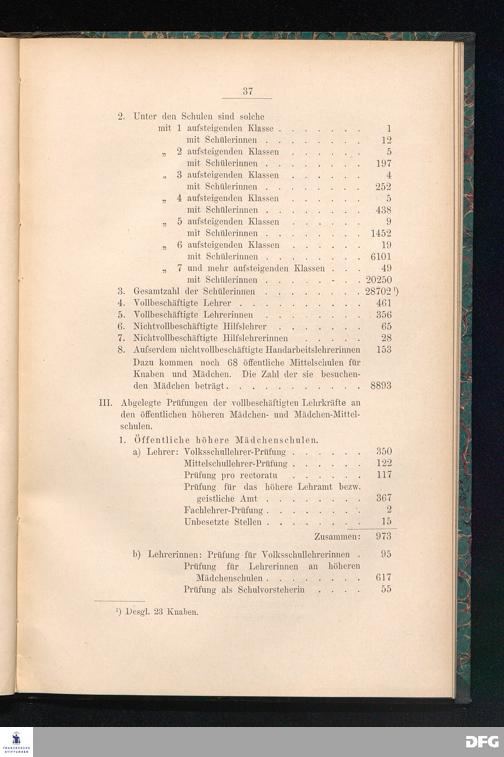 37
2. Unter den Schulen sind solche
mit 1 aufsteigenden Klasse . . . . . . . 1
mit Schülerinnen . . . . . . . . 12
„ 2 aufsteigenden Klassen . . . . . . 5
mit Schülerinnen . . . . . . . . 197
„ 3 aufsteigenden Klassen . . . . . . 4
mit Schülerinnen . . . . . . . . 252
„ 4 aufsteigenden Klassen . . . . . . 5
mit Schülerinnen . . . . . . . . 438
„ 5 aufsteigenden Klassen . . . . . . 9
mit Schülerinnen . . . . . . . . 1452
„ 6 aufsteigenden Klassen . . . . . . 19
mit Schülerinnen . . . . . . . . 6101
„ 7 und mehr aufsteigenden Klassen . . . 49
mit Schülerinnen . . . . . . . . 20250
3. Gesamtzahl der Schülerinnen . . . . . . . . 28702 ¹)
4. Vollbeschäftigte Lehrer . . . . . . . . . . 461
5. Vollbeschäftigte Lehrerinnen . . . . . . . . 356
6. Nichtvollbeschäftigte Hilfslehrer . . . . . . . 65
7. Nichtvollbeschäftigte Hilfslehrerinnen . . . . . 28
8. Aufserdem nichtvollbeschäftigte Handarbeitslehrerinnen 153
Dazu kommen noch 68 öffentliche Mittelschulen für
Knaben und Mädchen. Die Zahl der sie besuchen-
den Mädchen beträgt . . . . . . . . . . . 8893
III. Abgelegte Prüfungen der vollbeschäftigten Lehrkräfte an
den öffentlichen höheren Mädchen- und Mädchen-Mittel-
schulen.
1. Öffentliche höhere Mädchenschulen.
a) Lehrer: Volksschullehrer-Prüfung . . . . . . 350
Mittelschullehrer-Prüfung . . . . . . 122
Prüfung pro rectoratu . . . . . . 117
Prüfung für das höhere Lehramt bezw.
geistliche Amt . . . . . . . . 367
Fachlehrer-Prüfung . . . . . . . . 2
Unbesetzte Stellen . . . . . . . . 15
Zusammen: 973
b) Lehrerinnen: Prüfung für Volksschullehrerinnen . 95
Prüfung für Lehrerinnen an höheren
Mädchenschulen . . . . . . . . 617
Prüfung als Schulvorsteherin . . . . 55
¹) Desgl. 23 Knaben.
FRANCKESCHE
STIFTUNGEN
DFG